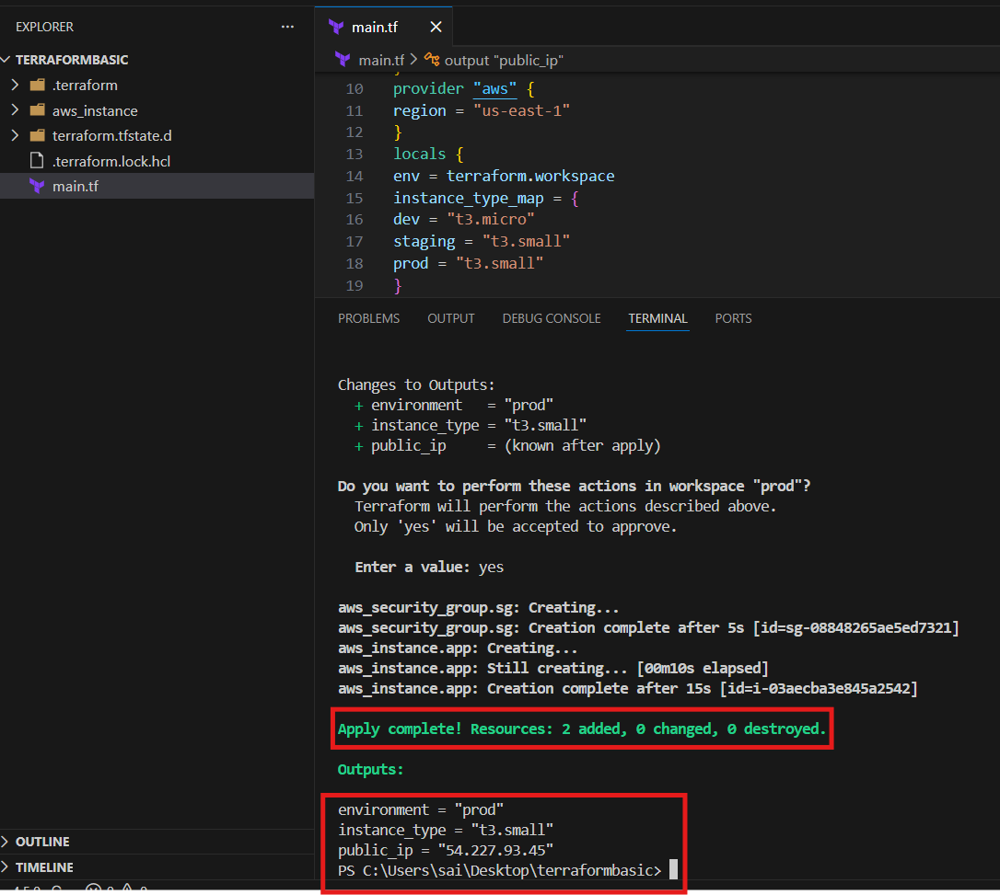 EXPLORER
···
TERRAFORMBASIC
.terraform
aws_instance
terraform.tfstate.d
.terraform.lock.hcl
main.tf
OUTLINE
TIMELINE
main.tf
main.tf > output "public_ip"
10 provider "aws" {
11 region = "us-east-1"
12 }
13 locals {
14 env = terraform.workspace
15 instance_type_map = {
16 dev = "t3.micro"
17 staging = "t3.small"
18 prod = "t3.small"
19 }
PROBLEMS OUTPUT DEBUG CONSOLE TERMINAL PORTS
Changes to Outputs:
+ environment   = "prod"
+ instance_type = "t3.small"
+ public_ip     = (known after apply)
Do you want to perform these actions in workspace "prod"?
Terraform will perform the actions described above.
Only 'yes' will be accepted to approve.
Enter a value: yes
aws_security_group.sg: Creating...
aws_security_group.sg: Creation complete after 5s [id=sg-08848265ae5ed7321]
aws_instance.app: Creating...
aws_instance.app: Still creating... [00m10s elapsed]
aws_instance.app: Creation complete after 15s [id=i-03aecba3e845a2542]
Apply complete! Resources: 2 added, 0 changed, 0 destroyed.
Outputs:
environment = "prod"
instance_type = "t3.small"
public_ip = "54.227.93.45"
PS C:\Users\sai\Desktop\terraformbasic>